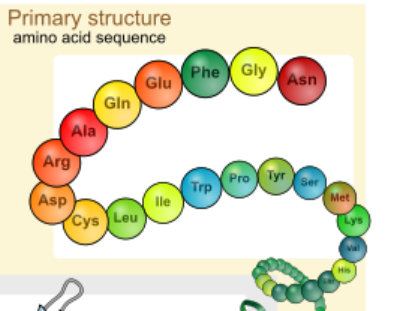 Primary structure
amino acid sequence
Phe Gly Asn
Glu
Gln
Ala
Arg
Asp
Cys Leu Ile Trp Pro Tyr Ser
Met
Lys
Val
His